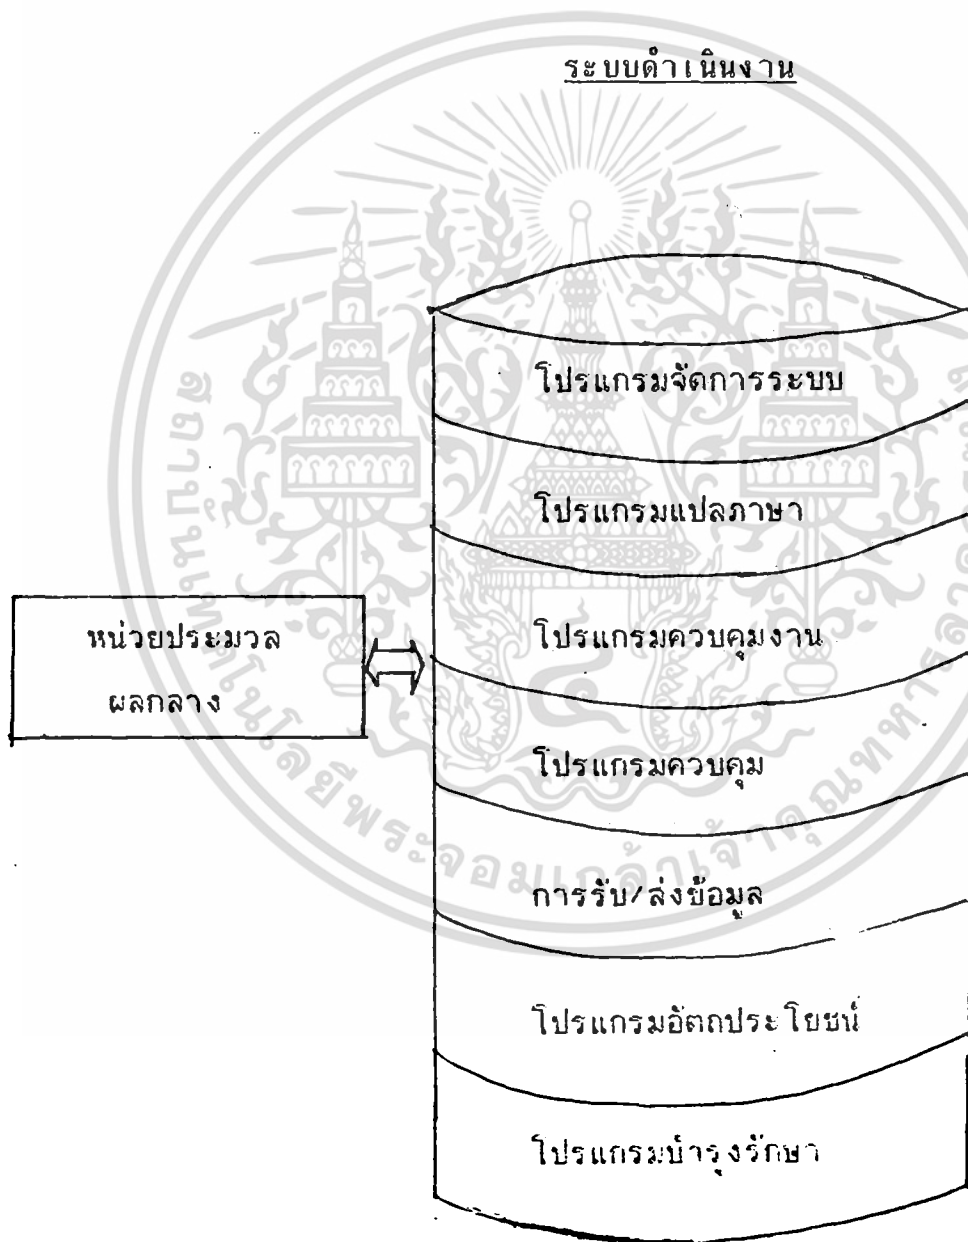 ระบบดำเนินงาน
โปรแกรมจัดการระบบ
โปรแกรมแปลภาษา
หน่วยประมวล
ผลกลาง
โปรแกรมควบคุมงาน
โปรแกรมควบคุม
การรับ/ส่งข้อมูล
โปรแกรมอัตถประโยชน์
โปรแกรมบำรุงรักษา